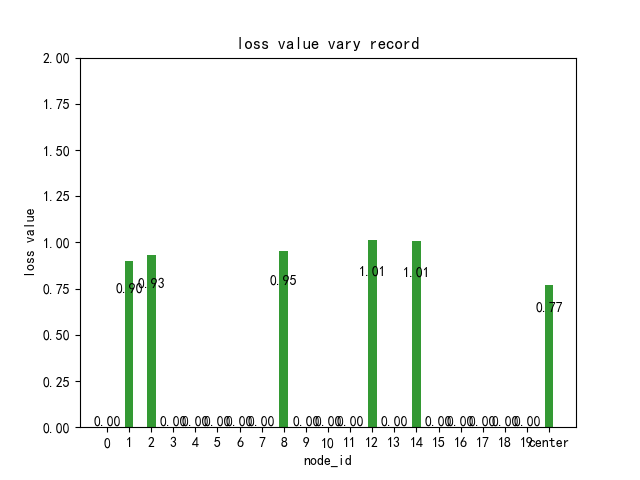 loss value vary record
2.00
1.75
1.50
1.25
1.00
0.75
0.50
0.25
0.00
loss value
0.00 0.90 0.93 0.00 0.00 0.00 0.00 0.00 0.95 0.00 0.00 0.00 1.01 0.00 1.01 0.00 0.00 0.00 0.00 0.00 0.77
0 1 2 3 4 5 6 7 8 9 10 11 12 13 14 15 16 17 18 19 center
node_id